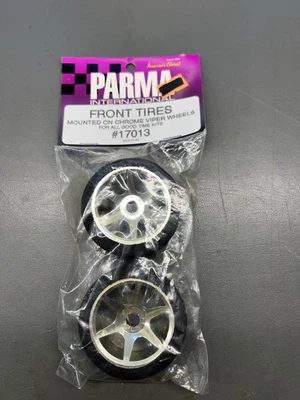 PARMA
INTERNATIONAL
FRONT TIRES
MOUNTED ON CHROME VIPER WHEELS
FOR ALL GOOD TIME KITS
#17013